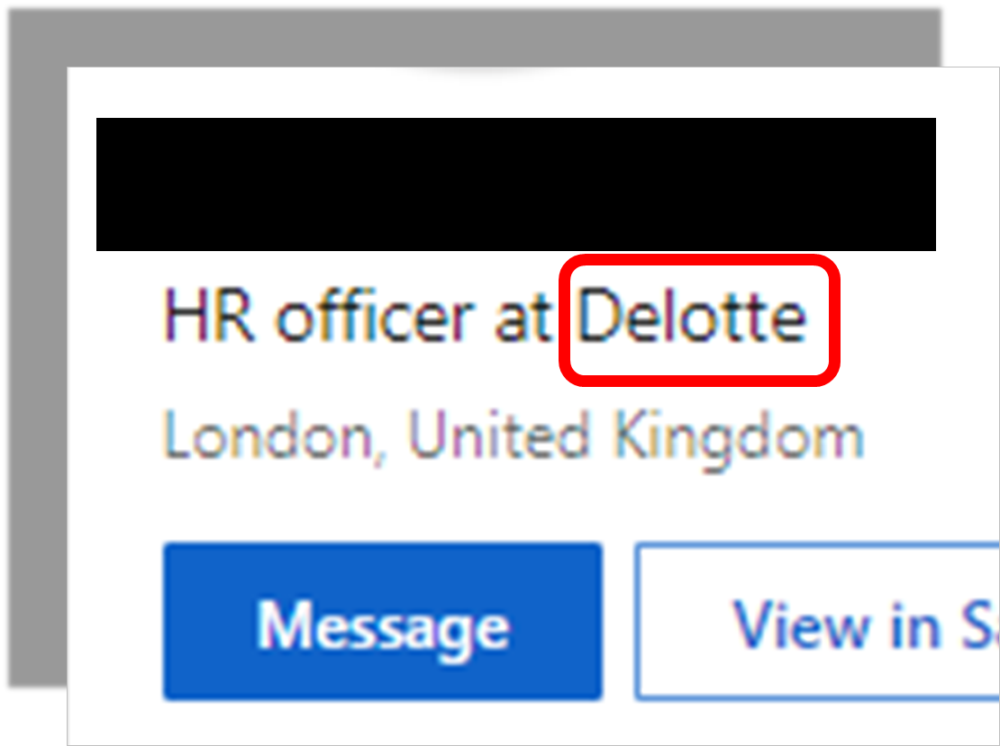 HR officer at Delotte
London, United Kingdom
Message
View in